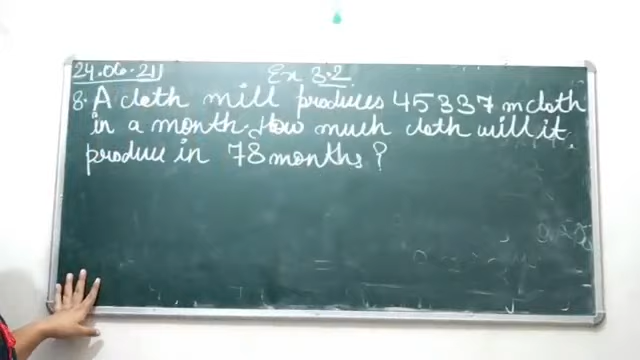 24.06.21 Ex 3.2.
8. A cloth mill produces 45337 m cloth
in a month. How much cloth will it
produce in 78 months?